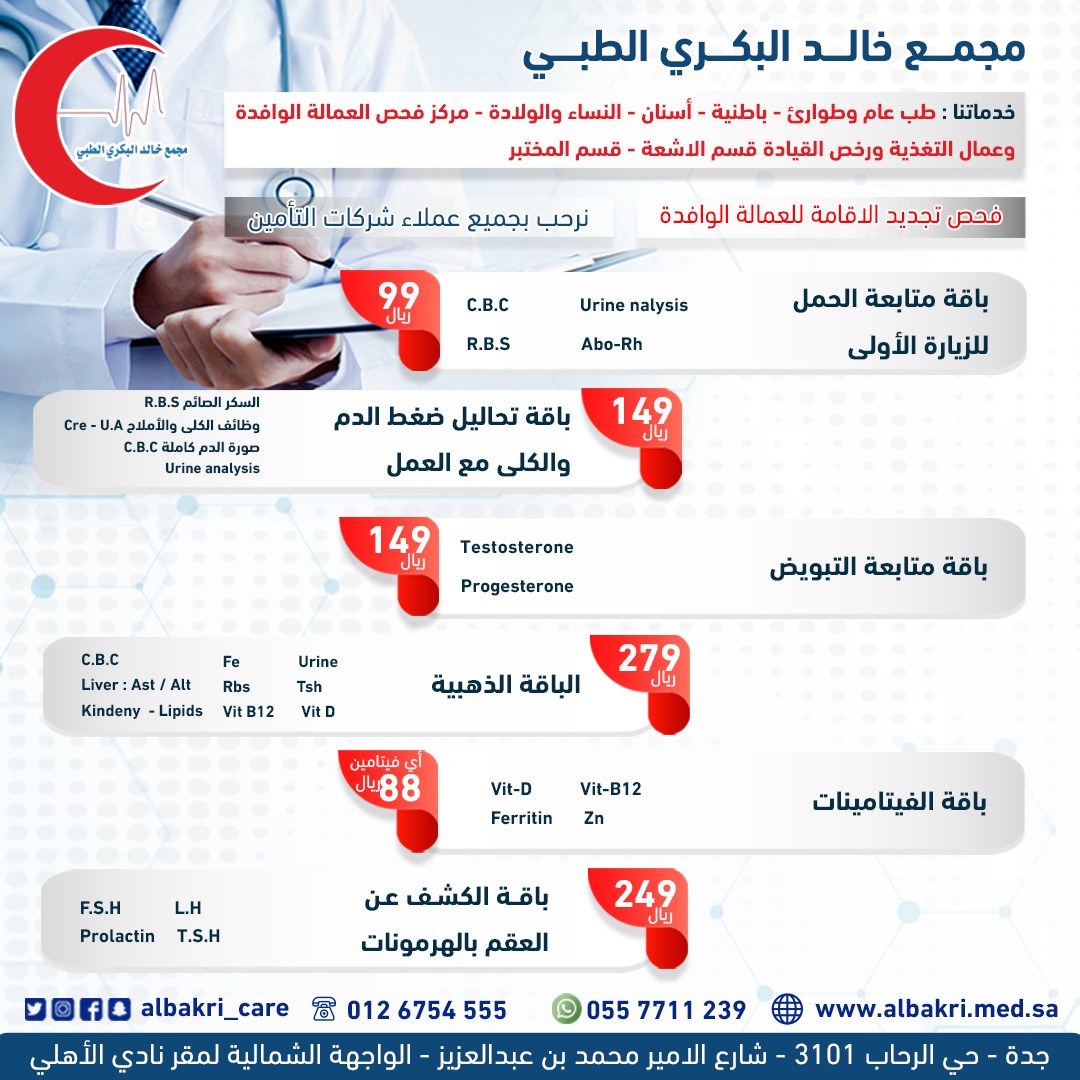 مجمع خالد البكري الطبي
مجمع خالد البكري الطبي
خدماتنا : طب عام وطوارئ - باطنية - أسنان - النساء والولادة - مركز فحص العمالة الوافدة
وعمال التغذية ورخص القيادة قسم الاشعة - قسم المختبر
فحص تجديد الاقامة للعمالة الوافدة
نرحب بجميع عملاء شركات التأمين
باقة متابعة الحمل
للزيارة الأولى
C.B.C Urine nalysis
R.B.S Abo-Rh
99
ريال
149
ريال
باقة تحاليل ضغط الدم
والكلى مع العمل
السكر الصائم R.B.S
وظائف الكلى والأملاح Cre - U.A
صورة الدم كاملة C.B.C
Urine analysis
باقة متابعة التبويض
Testosterone
Progesterone
149
ريال
279
ريال
الباقة الذهبية
C.B.C Fe Urine
Liver : Ast / Alt Rbs Tsh
Kindeny - Lipids Vit B12 Vit D
باقة الفيتامينات
Vit-D Vit-B12
Ferritin Zn
أي فيتامين
88 ريال
249
ريال
باقة الكشف عن
العقم بالهرمونات
F.S.H L.H
Prolactin T.S.H
albakri_care 012 6754 555 055 7711 239 www.albakri.med.sa
جدة - حي الرحاب 3101 - شارع الامير محمد بن عبدالعزيز - الواجهة الشمالية لمقر نادي الأهلي